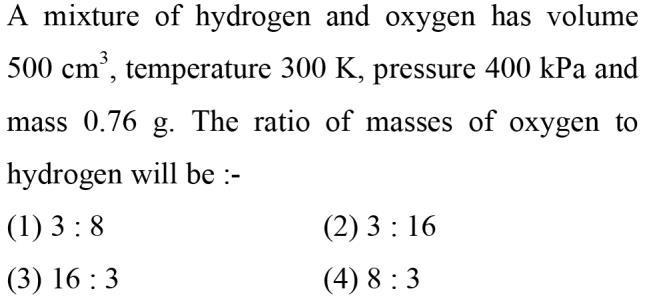 A mixture of hydrogen and oxygen has volume
500 cm³, temperature 300 K, pressure 400 kPa and
mass 0.76 g. The ratio of masses of oxygen to
hydrogen will be :-
(1) 3 : 8 (2) 3 : 16
(3) 16 : 3 (4) 8 : 3